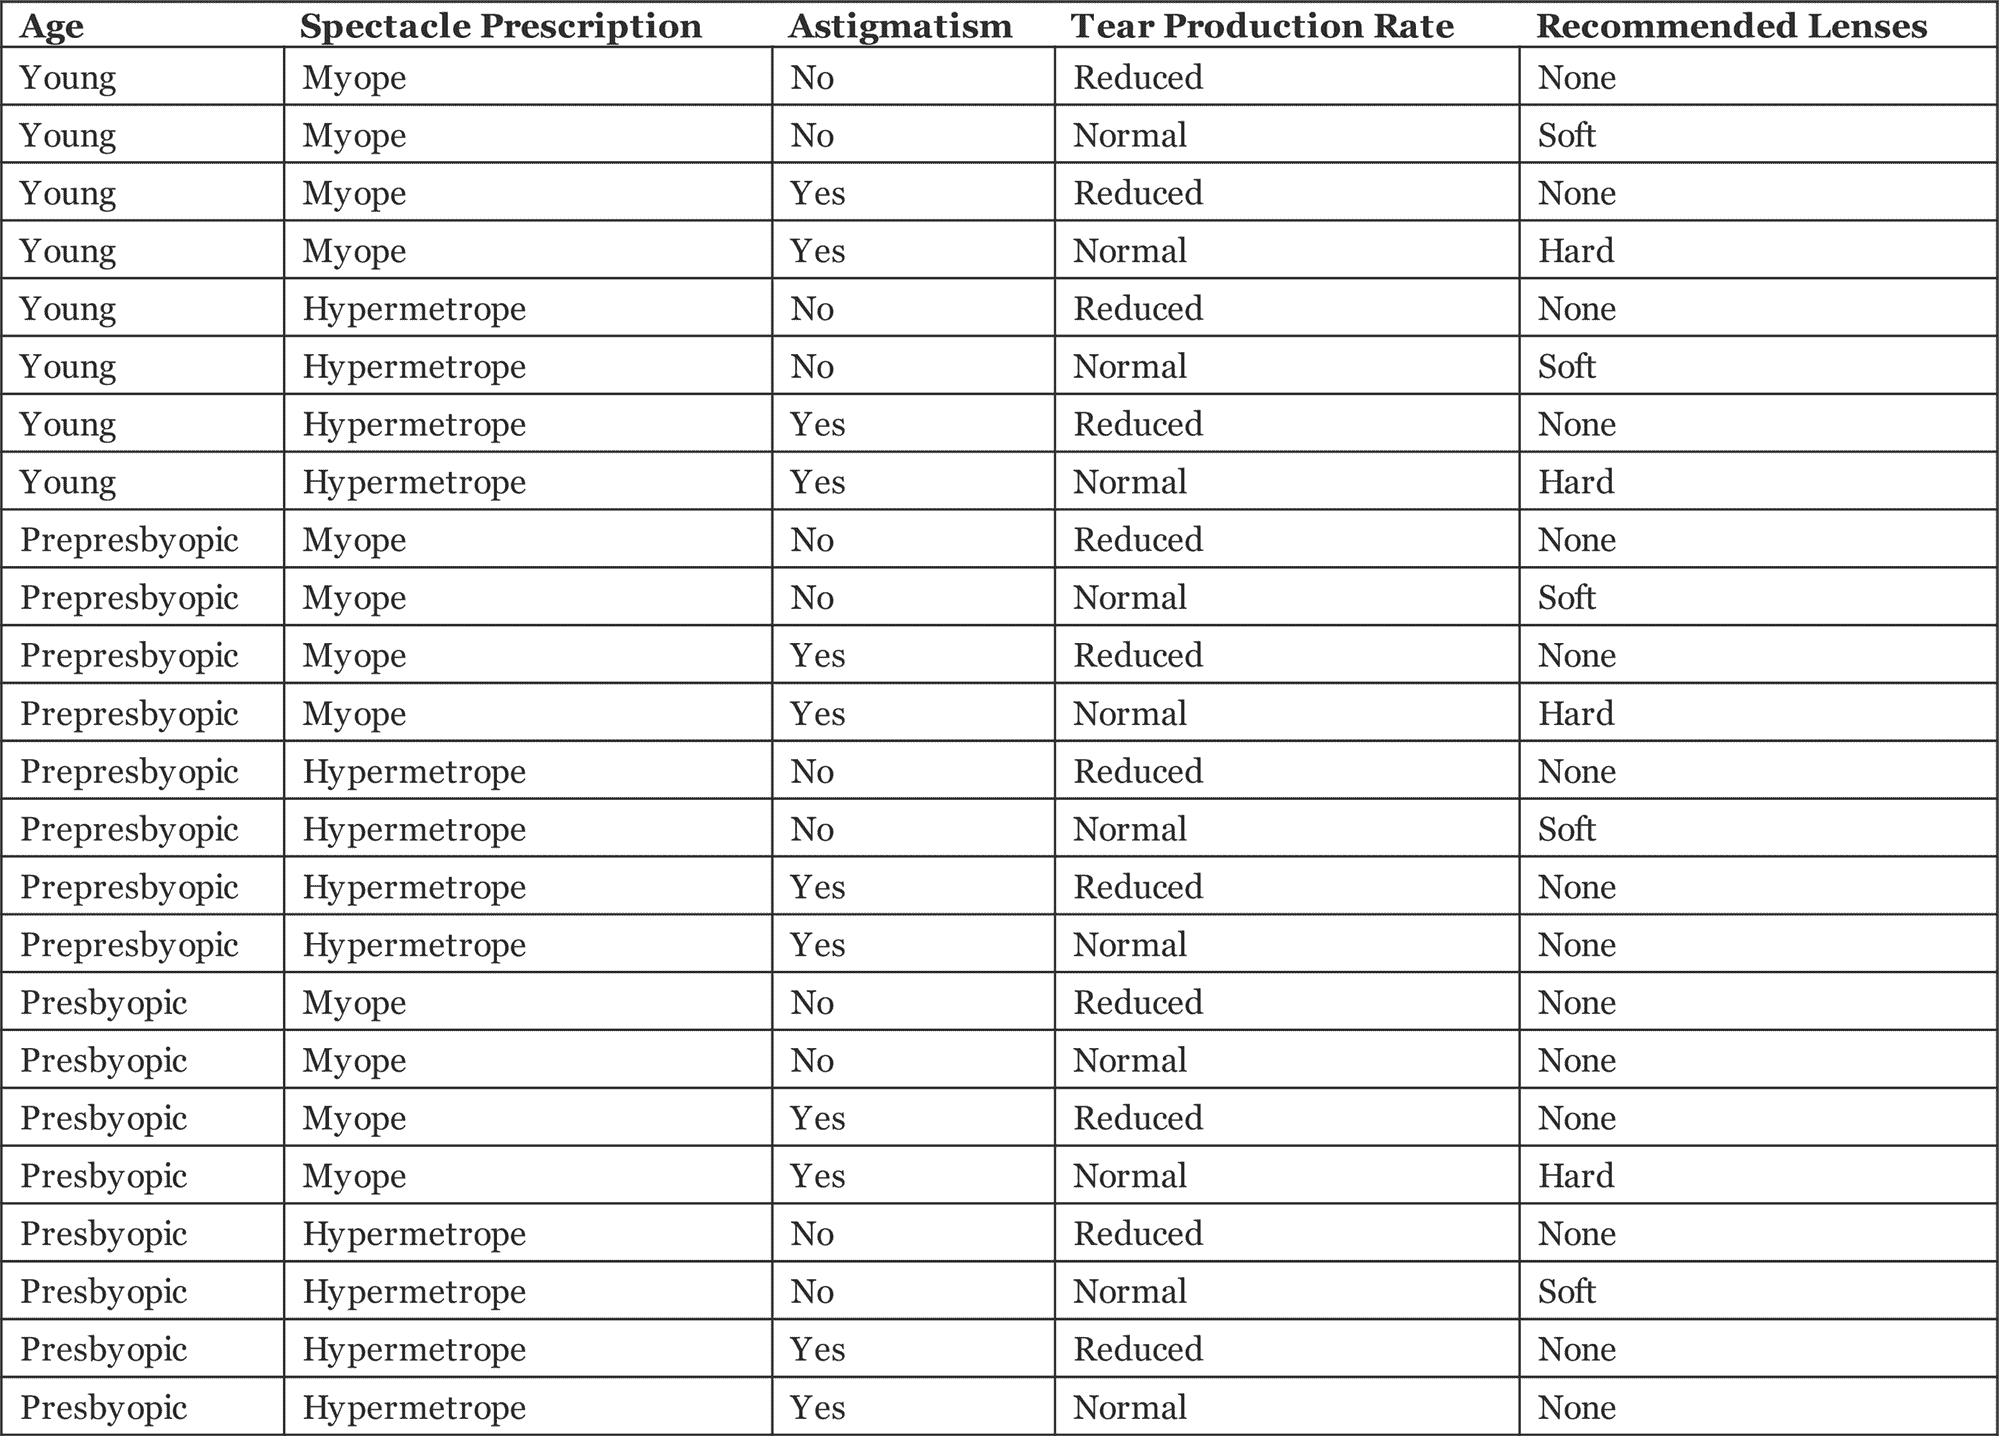 Age Spectacle Prescription Astigmatism Tear Production Rate Recommended Lenses
Young Myope No Reduced None
Young Myope No Normal Soft
Young Myope Yes Reduced None
Young Myope Yes Normal Hard
Young Hypermetrope No Reduced None
Young Hypermetrope No Normal Soft
Young Hypermetrope Yes Reduced None
Young Hypermetrope Yes Normal Hard
Prepresbyopic Myope No Reduced None
Prepresbyopic Myope No Normal Soft
Prepresbyopic Myope Yes Reduced None
Prepresbyopic Myope Yes Normal Hard
Prepresbyopic Hypermetrope No Reduced None
Prepresbyopic Hypermetrope No Normal Soft
Prepresbyopic Hypermetrope Yes Reduced None
Prepresbyopic Hypermetrope Yes Normal None
Presbyopic Myope No Reduced None
Presbyopic Myope No Normal None
Presbyopic Myope Yes Reduced None
Presbyopic Myope Yes Normal Hard
Presbyopic Hypermetrope No Reduced None
Presbyopic Hypermetrope No Normal Soft
Presbyopic Hypermetrope Yes Reduced None
Presbyopic Hypermetrope Yes Normal None